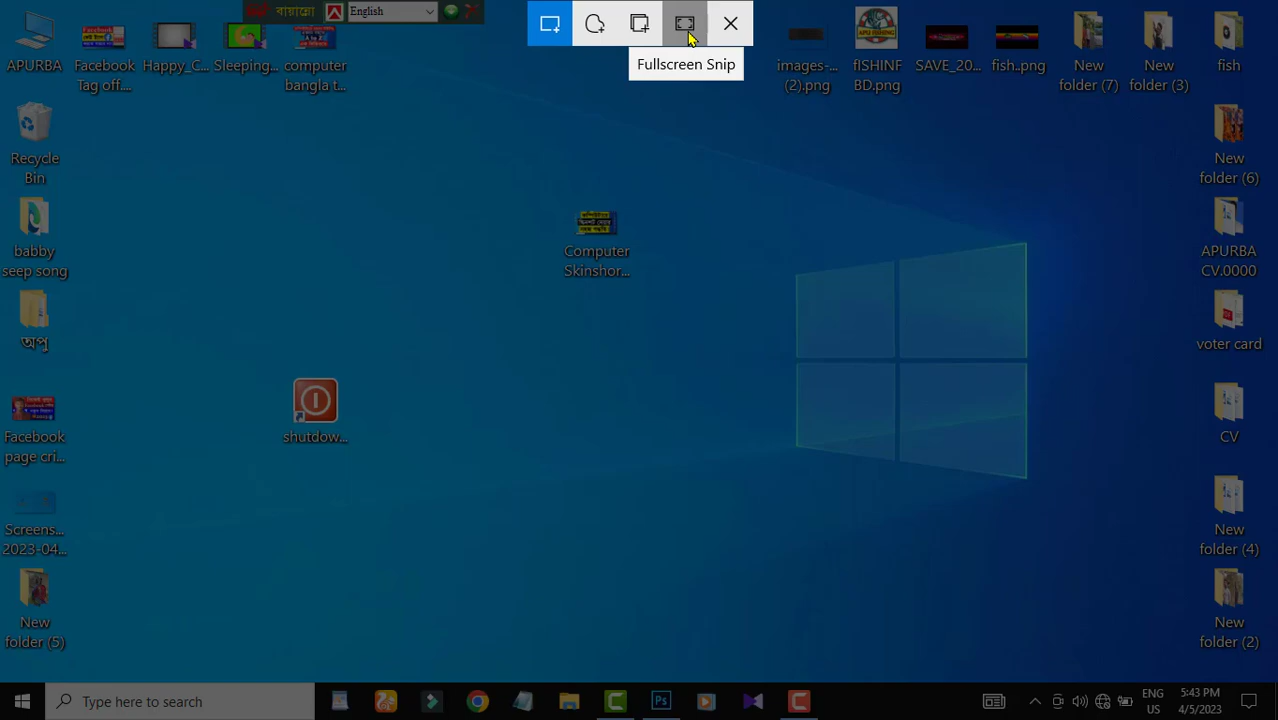 বায়ান্নো
English
Fullscreen Snip
APURBA
Facebook
Tag off....
Happy_C...
Sleeping...
computer
bangla t...
images-...
(2).png
fISHINF
BD.png
SAVE_20...
fish..png
New
folder (7)
New
folder (3)
fish
Recycle
Bin
New
folder (6)
babby
seep song
Computer
Skinshor...
APURBA
CV.0000
অপু
voter card
Facebook
page cri...
shutdow...
CV
Screens...
2023-04...
New
folder (4)
New
folder (5)
New
folder (2)
Type here to search
Ps
ENG
US
5:43 PM
4/5/2023